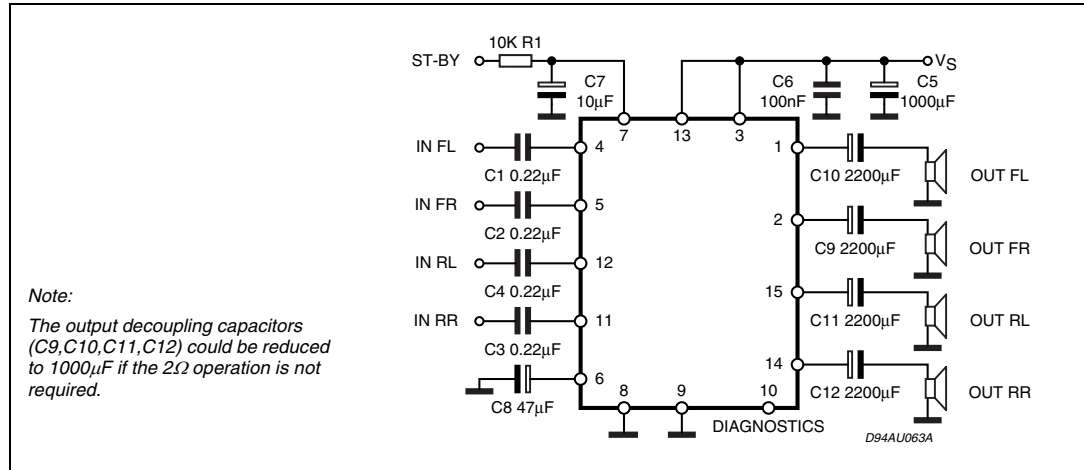 10K R1
ST-BY
C7
10µF
C6
100nF
VS
C5
1000µF
7
13
3
IN FL
C1 0.22µF
4
IN FR
C2 0.22µF
5
IN RL
C4 0.22µF
12
IN RR
C3 0.22µF
11
C8 47µF
6
8
9
10
DIAGNOSTICS
1
C10 2200µF
OUT FL
2
C9 2200µF
OUT FR
15
C11 2200µF
OUT RL
14
C12 2200µF
OUT RR
D94AU063A
Note:
The output decoupling capacitors
(C9,C10,C11,C12) could be reduced
to 1000µF if the 2Ω operation is not
required.